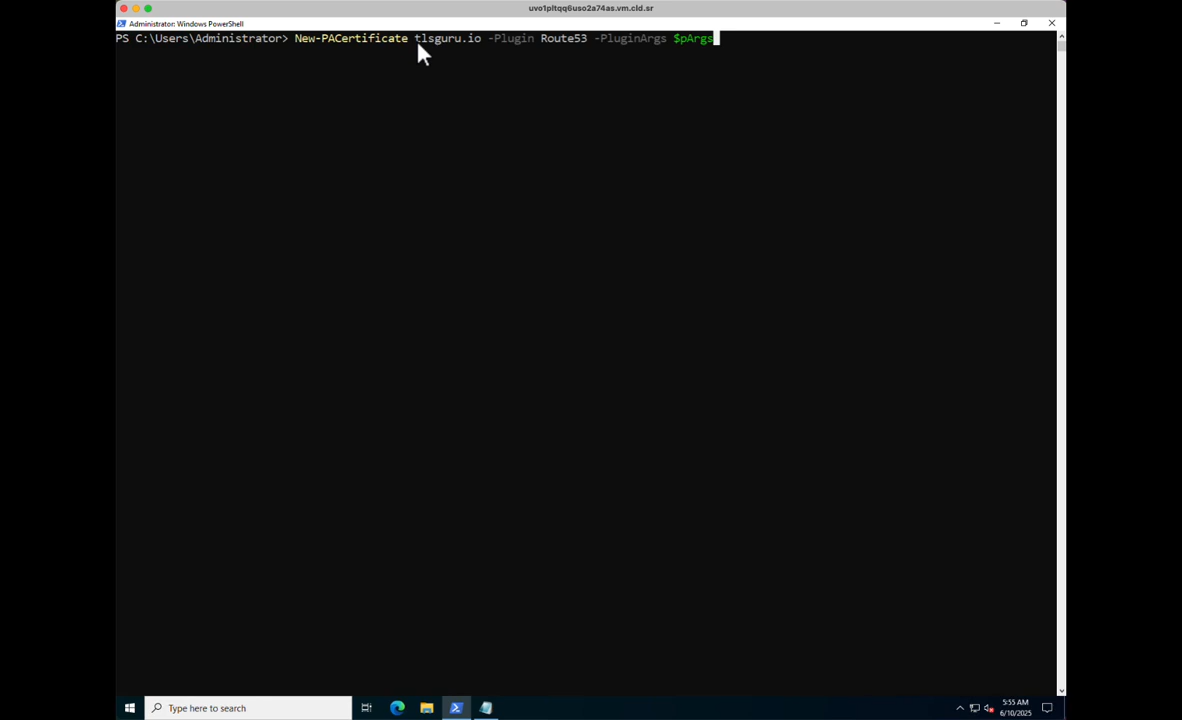 uvo1pltqq6uso2a74as.vm.cld.sr
Administrator: Windows PowerShell
PS C:\Users\Administrator> New-PACertificate tlsguru.io -Plugin Route53 -PluginArgs $pArgs
Type here to search
5:55 AM
6/10/2025